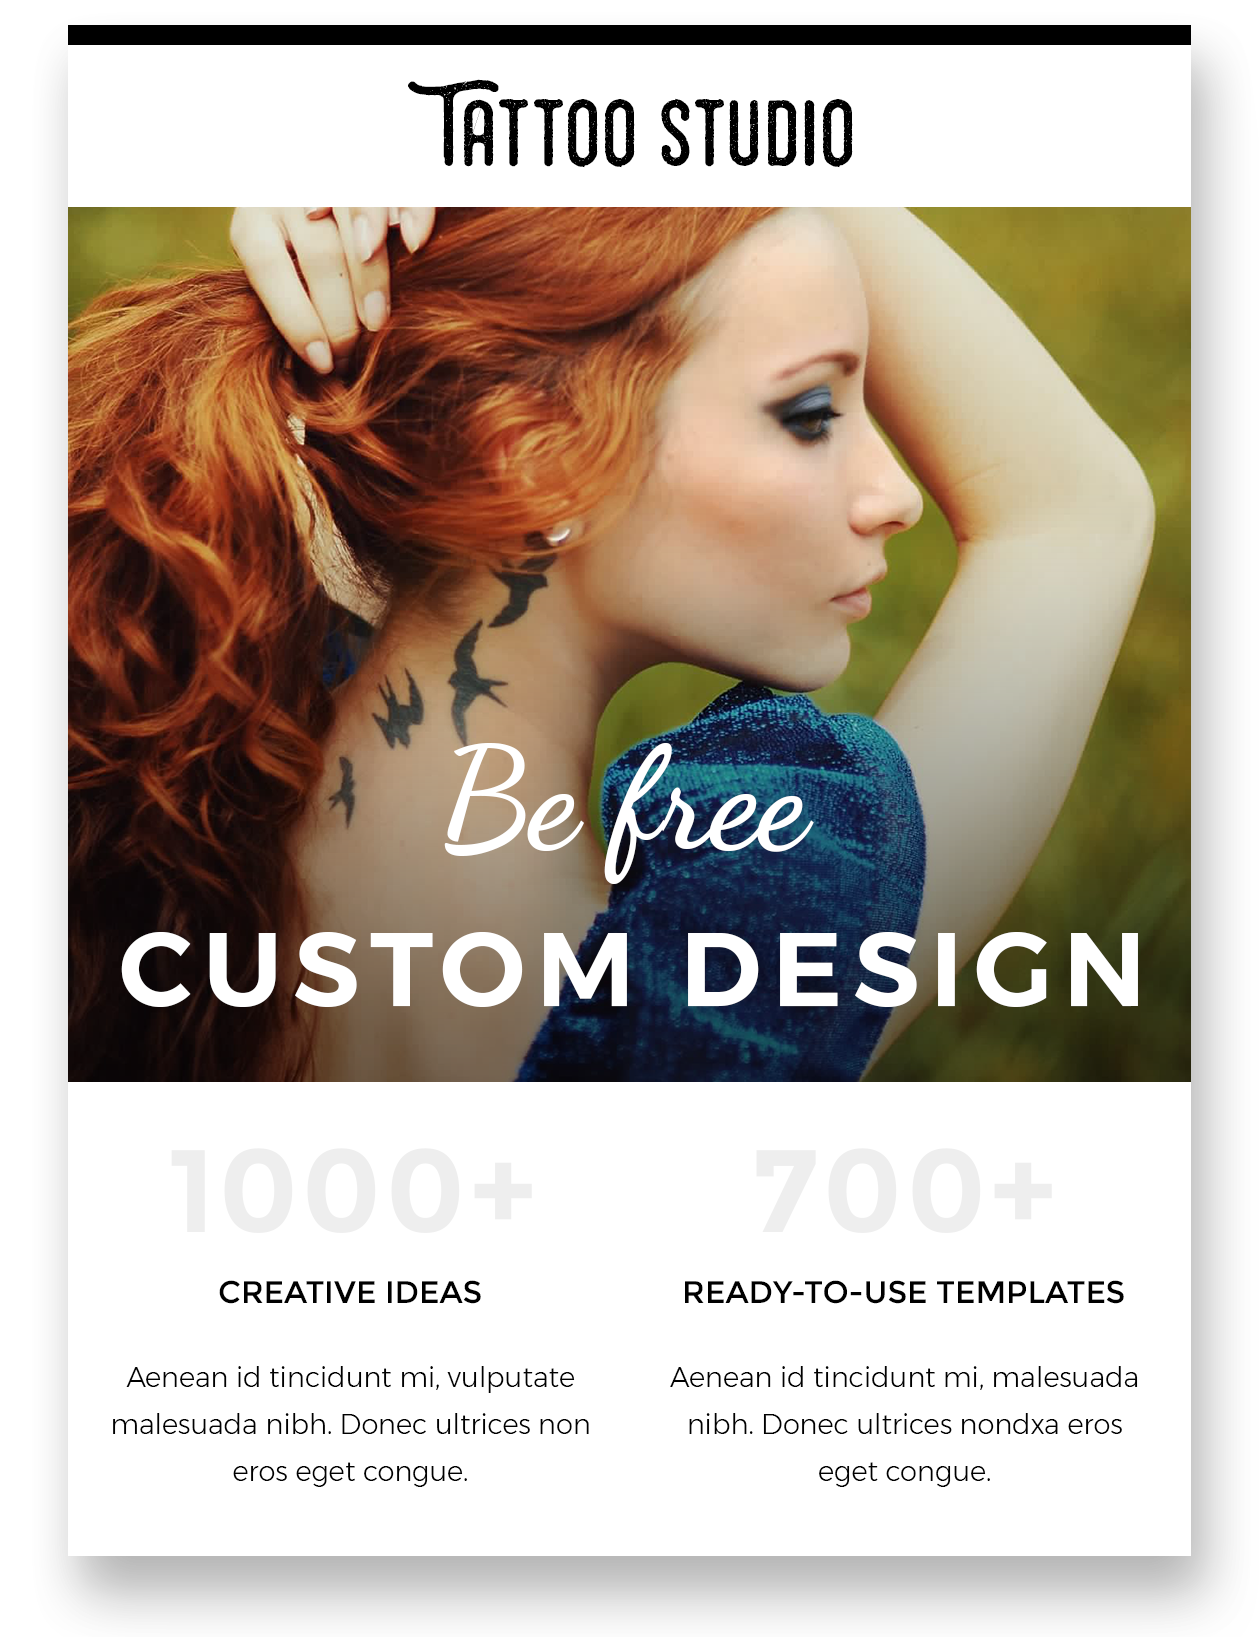 TATTOO STUDIO
Be free
CUSTOM DESIGN
1000+
CREATIVE IDEAS
Aenean id tincidunt mi, vulputate
malesuada nibh. Donec ultrices non
eros eget congue.
700+
READY-TO-USE TEMPLATES
Aenean id tincidunt mi, malesuada
nibh. Donec ultrices nondxa eros
eget congue.